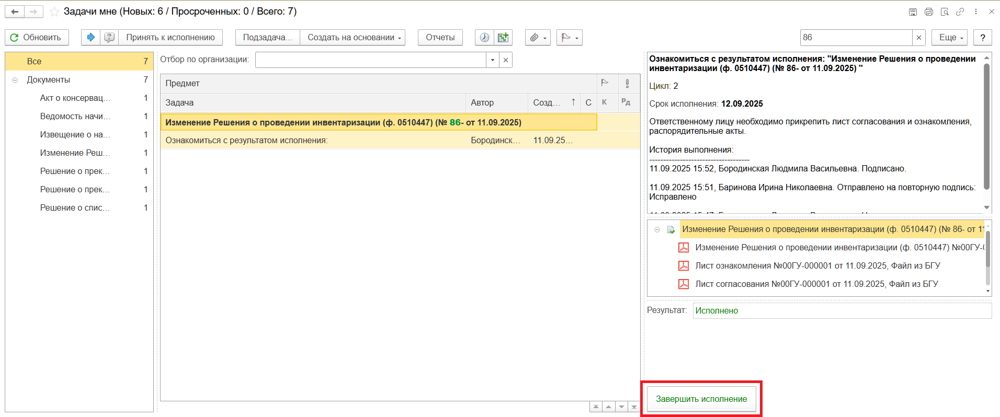 Задачи мне (Новых: 6 / Просроченных: 0 / Всего: 7)
Обновить
Принять к исполнению
Подзадача...
Создать на основании
Отчеты
86
Еще
?
Все 7
Документы 7
Акт о консервац... 1
Ведомость начи... 1
Извещение о на... 1
Изменение Реш... 1
Решение о прек... 1
Решение о прек... 1
Решение о спис... 1
Отбор по организации:
Предмет
Задача Автор Созд... ↑ С К Рд
Изменение Решения о проведении инвентаризации (ф. 0510447) (№ 86- от 11.09.2025)
Ознакомиться с результатом исполнения: Бородинск... 11.09.25...
Ознакомиться с результатом исполнения: "Изменение Решения о проведении
инвентаризации (ф. 0510447) (№ 86- от 11.09.2025) "
Цикл: 2
Срок исполнения: 12.09.2025
Ответственному лицу необходимо прикрепить лист согласования и ознакомления,
распорядительные акты.
История выполнения:
------------------------------------
11.09.2025 15:52, Бородинская Людмила Васильевна. Подписано.
11.09.2025 15:51, Баринова Ирина Николаевна. Отправлено на повторную подпись:
Исправлено
Изменение Решения о проведении инвентаризации (ф. 0510447) (№ 86- от 11
Изменение Решения о проведении инвентаризации (ф. 0510447) №00ГУ-0
Лист ознакомления №00ГУ-000001 от 11.09.2025, Файл из БГУ
Лист согласования №00ГУ-000001 от 11.09.2025, Файл из БГУ
Результат: Исполнено
Завершить исполнение